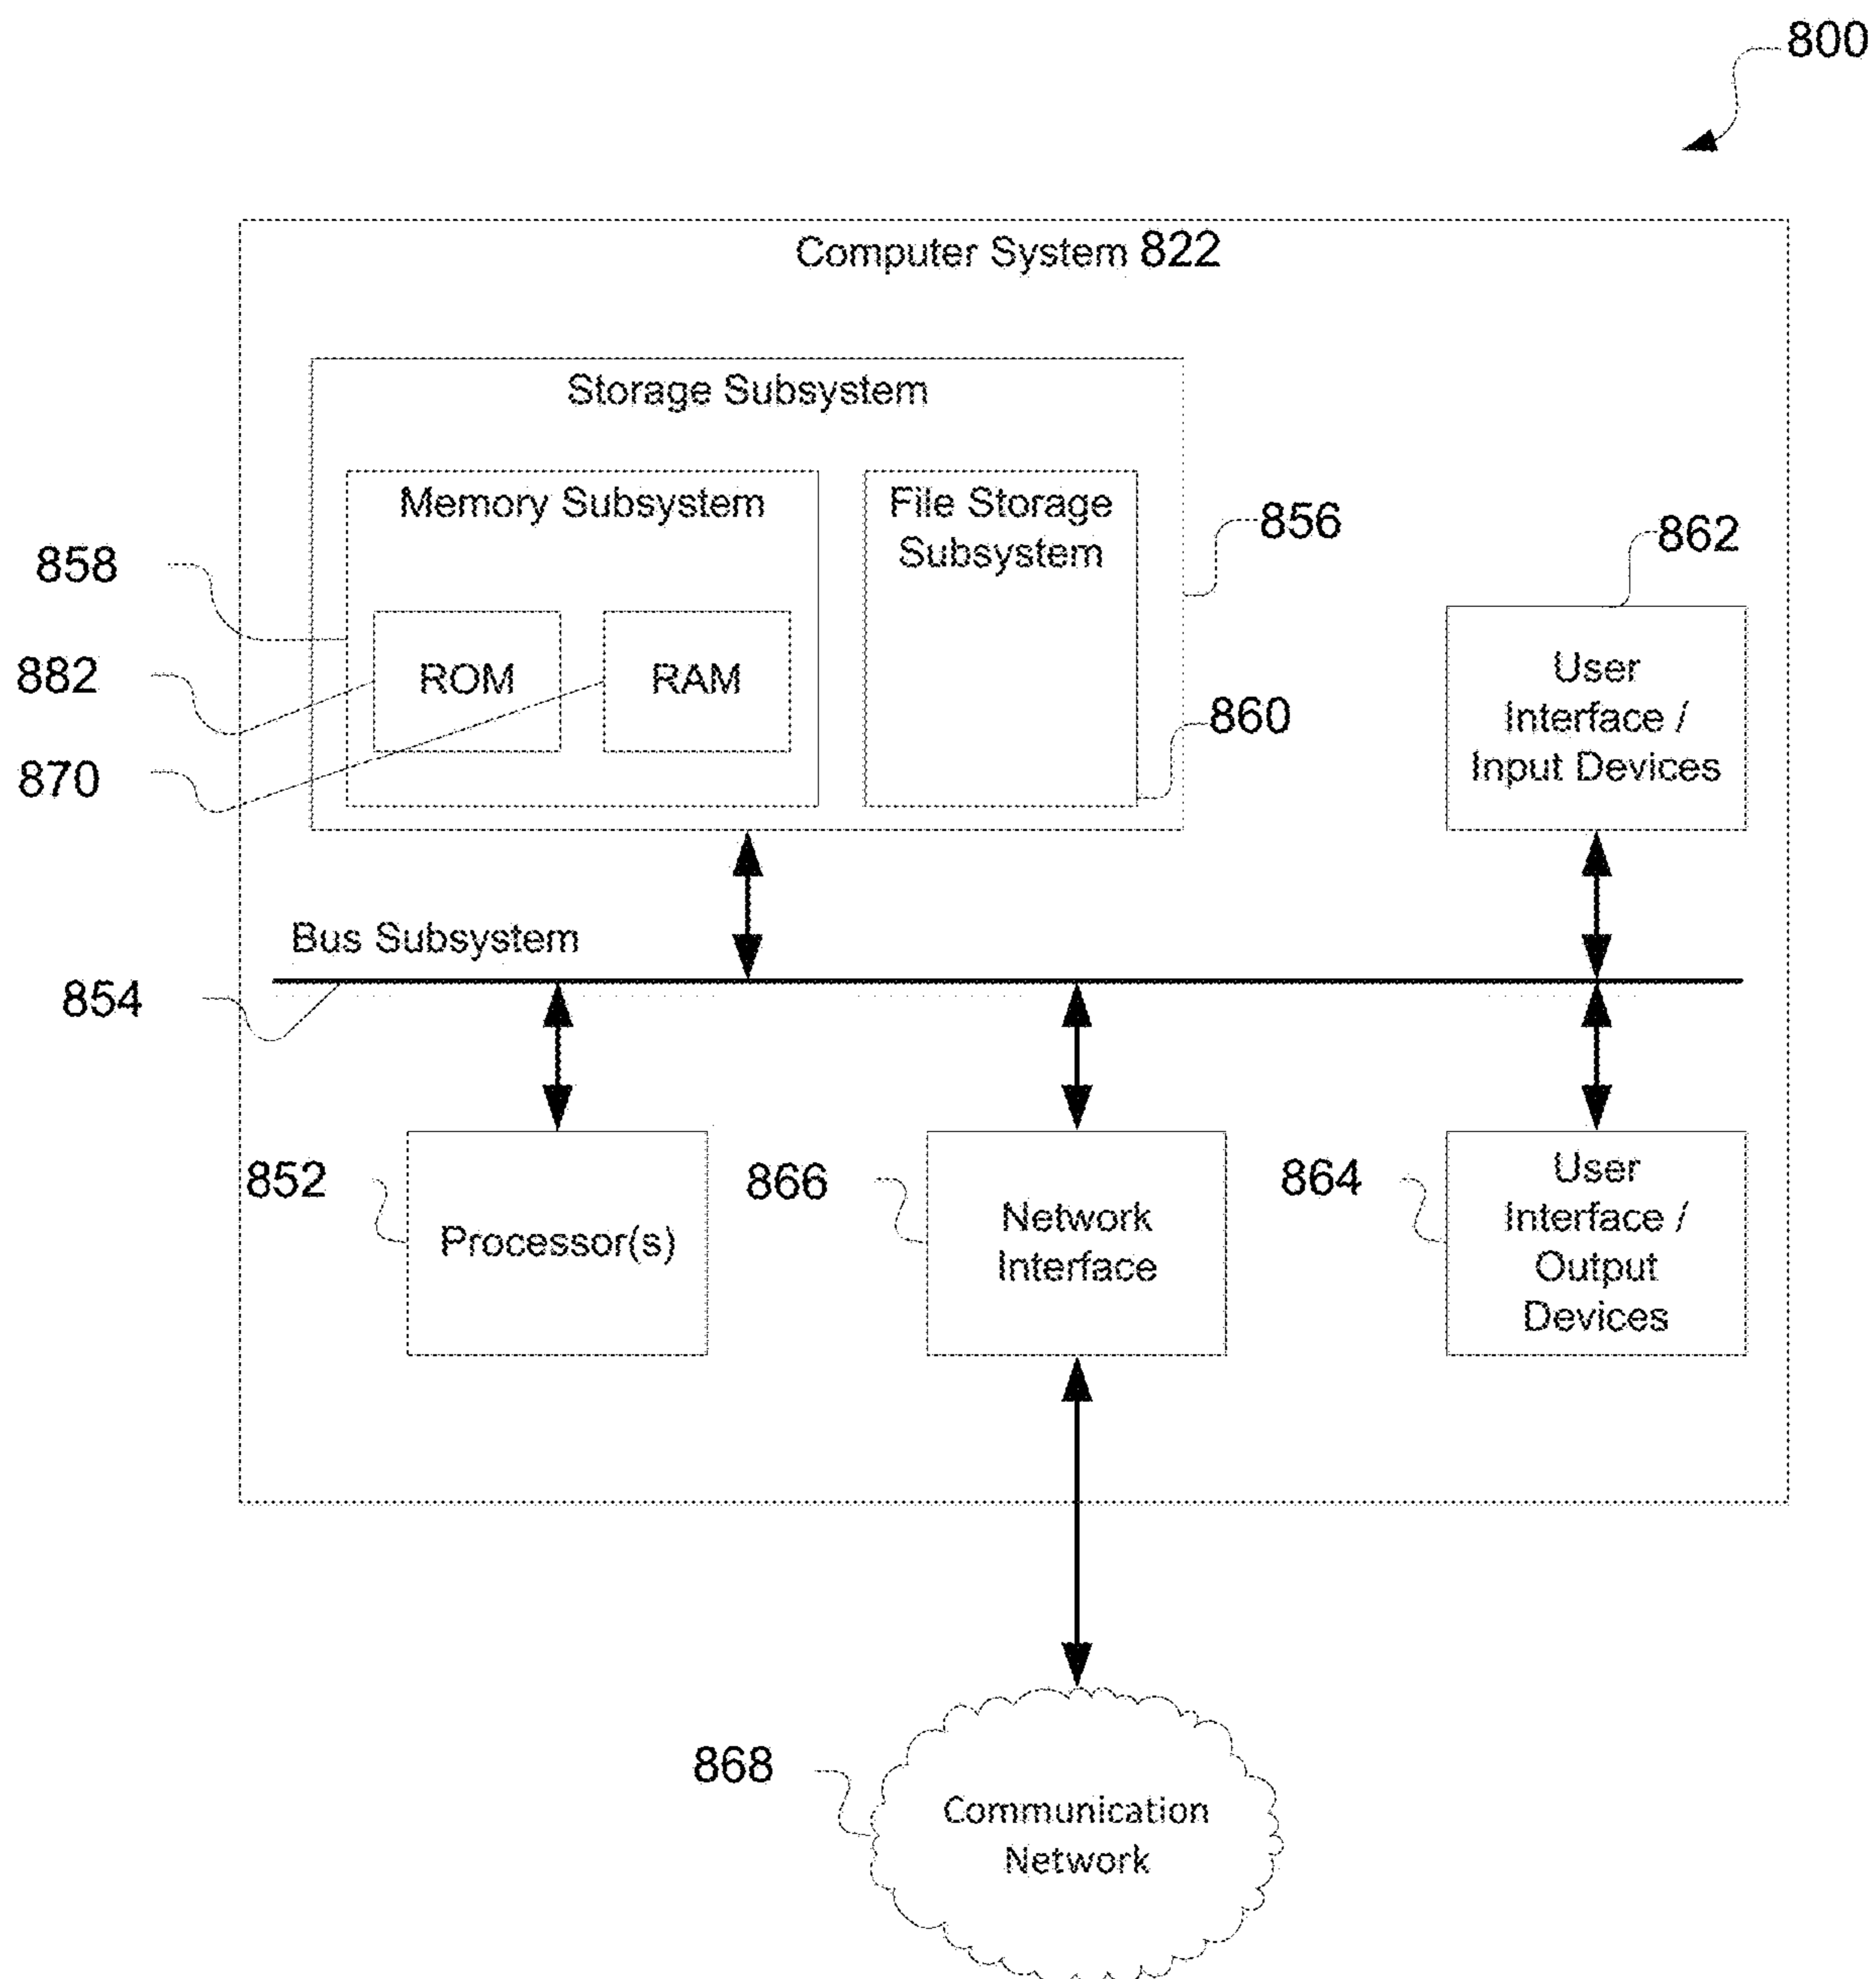 800
Computer System 822
Storage Subsystem
Memory Subsystem
File Storage
Subsystem
856
862
858
882
ROM
RAM
860
870
User
Interface /
Input Devices
Bus Subsystem
854
852
Processor(s)
866
Network
Interface
864
User
Interface /
Output
Devices
868
Communication
Network